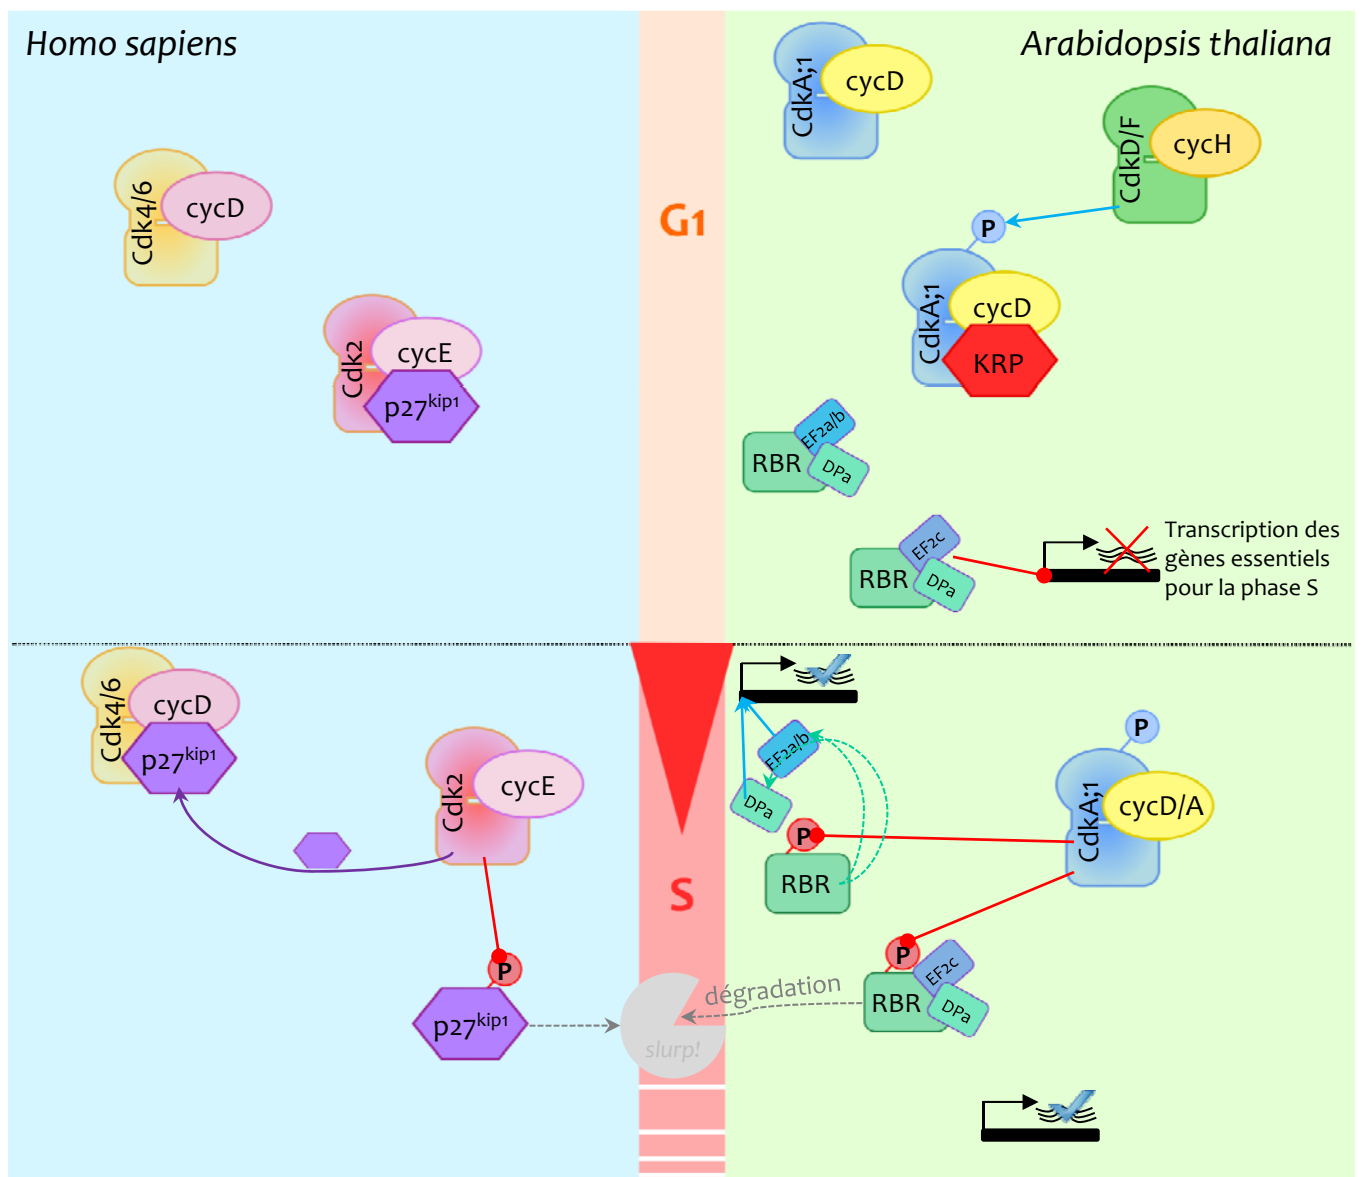 Homo sapiens
Arabidopsis thaliana
CdkA;1
cycD
CdkD/F
cycH
Cdk4/6
cycD
G1
P
CdkA;1
cycD
KRP
Cdk2
cycE
p27kip1
EF2a/b
RBR
DPa
EF2c
RBR
DPa
Transcription des
gènes essentiels
pour la phase S
Cdk4/6
cycD
p27kip1
Cdk2
cycE
P
EF2a/b
DPa
CdkA;1
cycD/A
P
RBR
S
P
EF2c
RBR
DPa
P
p27kip1
dégradation
slurp!